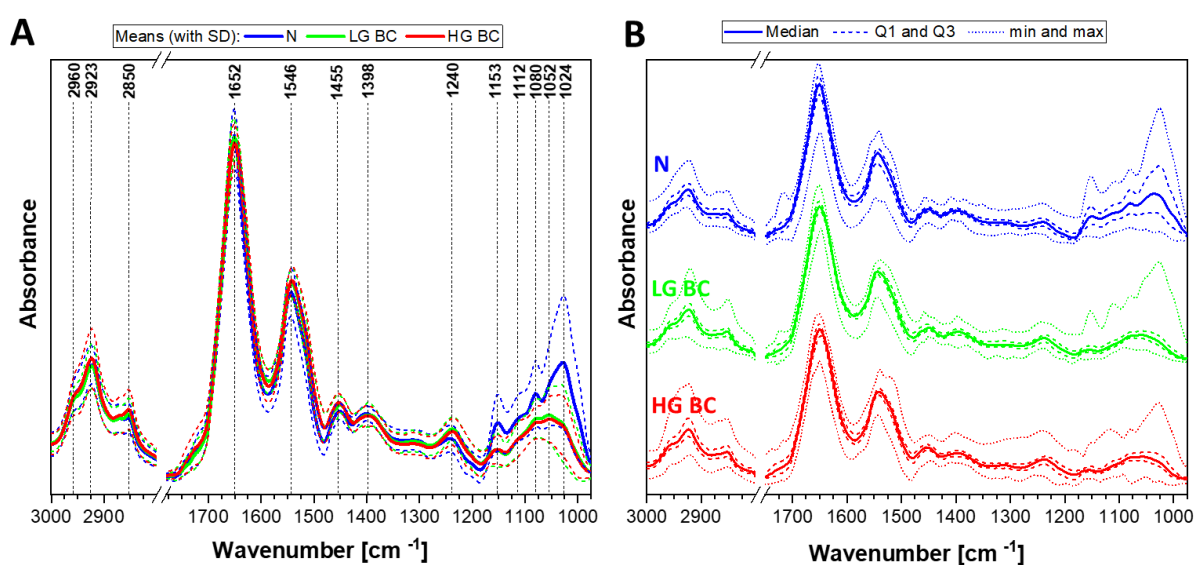 A
Means (with SD): N LG BC HG BC
2960
2923
2850
1652
1546
1455
1398
1240
1153
1112
1080
1052
1024
Absorbance
3000 2900 1700 1600 1500 1400 1300 1200 1100 1000
Wavenumber [cm -1]
B
Median Q1 and Q3 min and max
N
LG BC
HG BC
Absorbance
3000 2900 1700 1600 1500 1400 1300 1200 1100 1000
Wavenumber [cm -1]